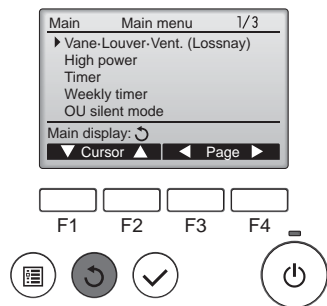 Main Main menu 1/3
Vane·Louver·Vent. (Lossnay)
High power
Timer
Weekly timer
OU silent mode
Main display:
Cursor Page
F1 F2 F3 F4